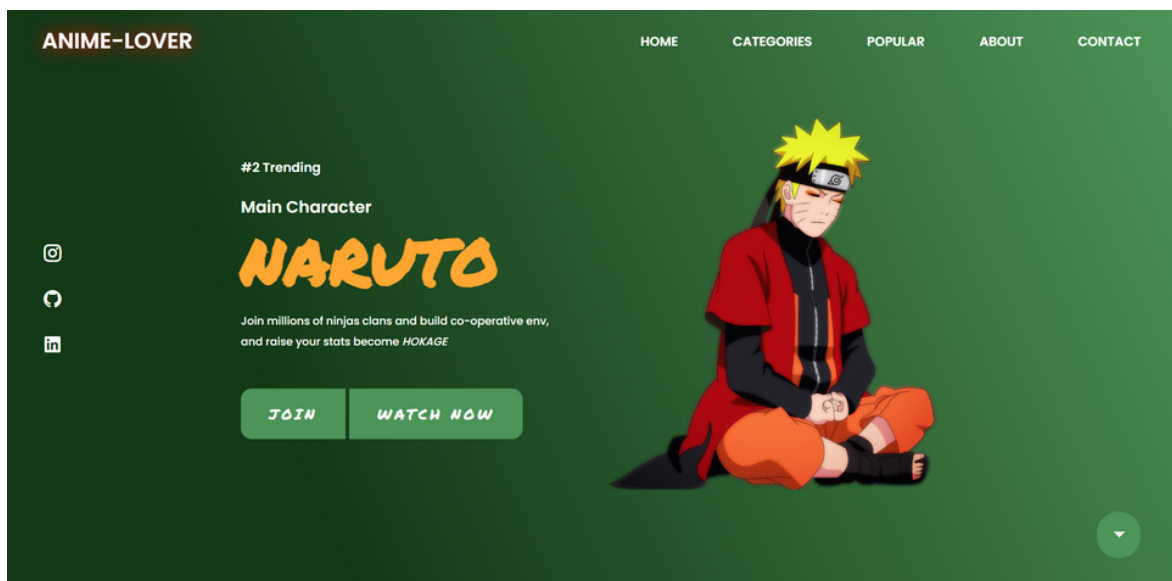 ANIME-LOVER
HOME CATEGORIES POPULAR ABOUT CONTACT
#2 Trending
Main Character
NARUTO
Join millions of ninjas clans and build co-operative env,
and raise your stats become HOKAGE
JOIN WATCH NOW